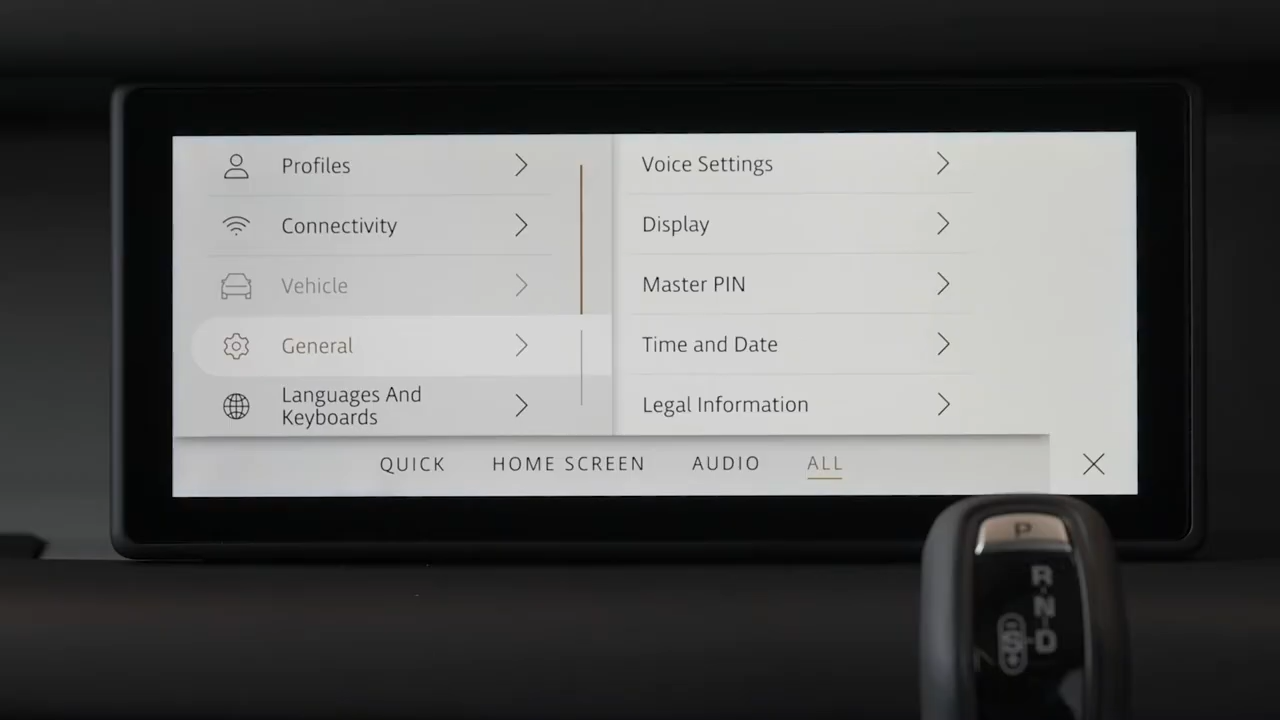 Profiles
Connectivity
Vehicle
General
Languages And
Keyboards
Voice Settings
Display
Master PIN
Time and Date
Legal Information
QUICK HOME SCREEN AUDIO ALL
P
R
N
S D